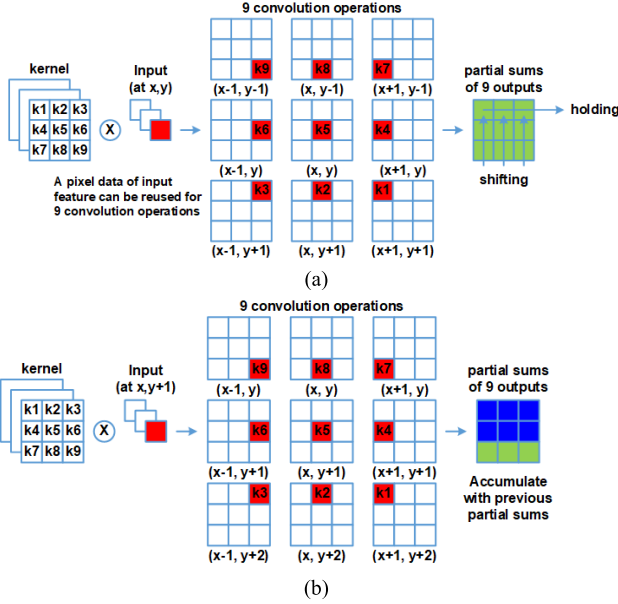 9 convolution operations
kernel
Input
(at x,y)
k1 k2 k3
k4 k5 k6
k7 k8 k9
X
k9 k8 k7
(x-1, y-1) (x, y-1) (x+1, y-1)
k6 k5 k4
(x-1, y) (x, y) (x+1, y)
k3 k2 k1
(x-1, y+1) (x, y+1) (x+1, y+1)
partial sums
of 9 outputs
holding
shifting
A pixel data of input
feature can be reused for
9 convolution operations
(a)
9 convolution operations
kernel
Input
(at x,y+1)
k1 k2 k3
k4 k5 k6
k7 k8 k9
X
k9 k8 k7
(x-1, y) (x, y) (x+1, y)
k6 k5 k4
(x-1, y+1) (x, y+1) (x+1, y+1)
k3 k2 k1
(x-1, y+2) (x, y+2) (x+1, y+2)
partial sums
of 9 outputs
Accumulate
with previous
partial sums
(b)